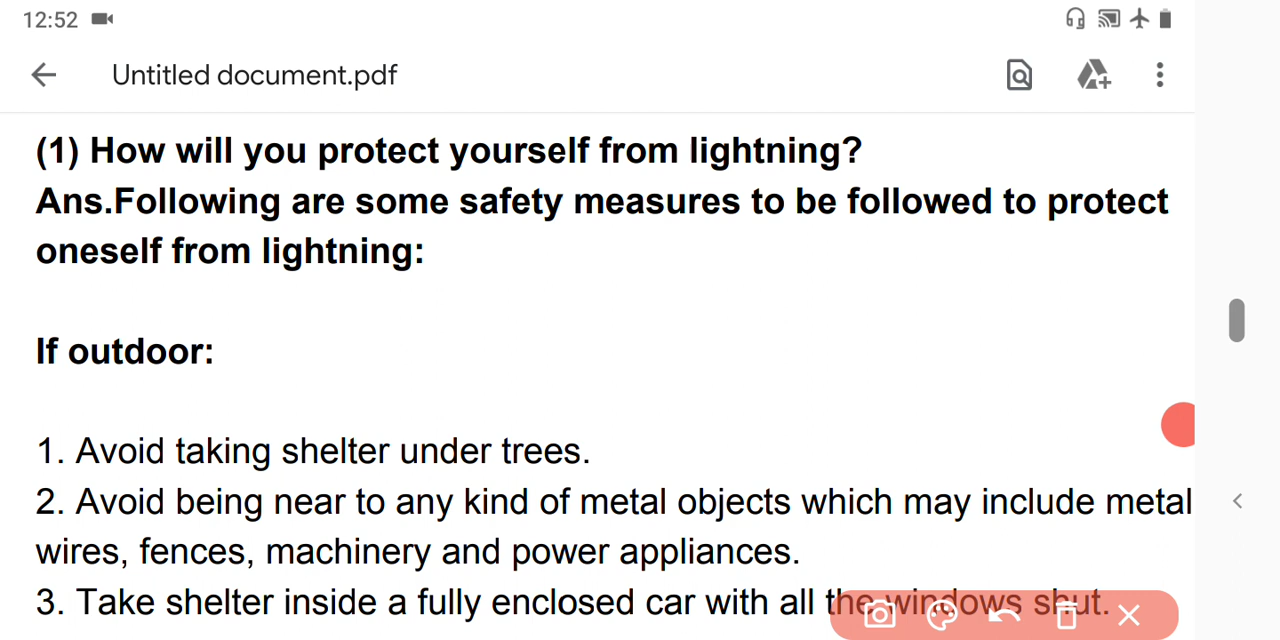 12:52
Untitled document.pdf
(1) How will you protect yourself from lightning?
Ans.Following are some safety measures to be followed to protect
oneself from lightning:
If outdoor:
1. Avoid taking shelter under trees.
2. Avoid being near to any kind of metal objects which may include metal
wires, fences, machinery and power appliances.
3. Take shelter inside a fully enclosed car with all the windows shut.